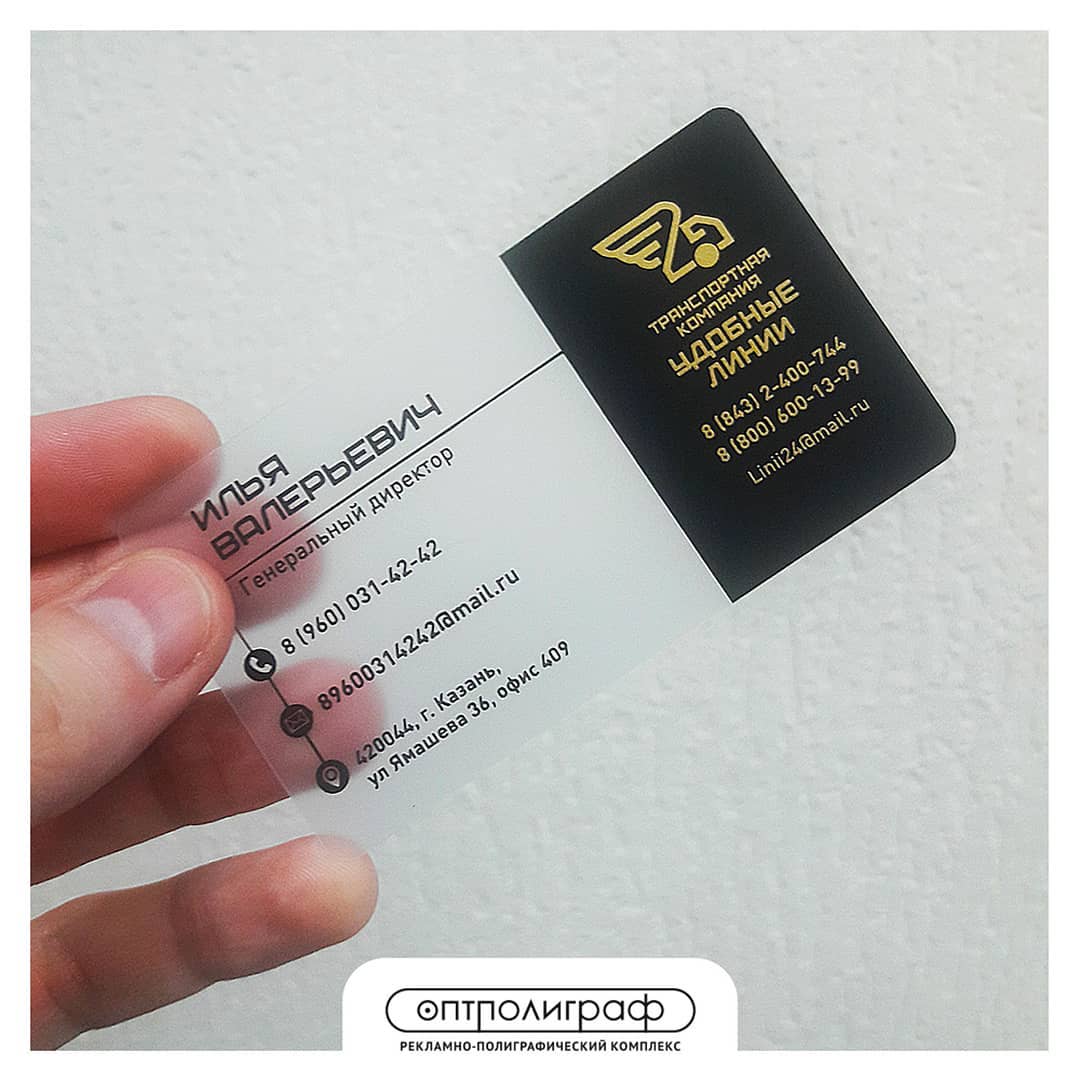 ТРАНСПОРТНАЯ
КОМПАНИЯ
УДОБНЫЕ
ЛИНИИ
8 (843) 2-400-744
8 (800) 600-13-99
Linii24@mail.ru
ИЛЬЯ
ВАЛЕРЬЕВИЧ
Генеральный директор
8 (960) 031-42-42
89600314242@mail.ru
420044, г. Казань,
ул Ямашева 36, офис 409
ОПТПОЛИГРАФ
РЕКЛАМНО-ПОЛИГРАФИЧЕСКИЙ КОМПЛЕКС